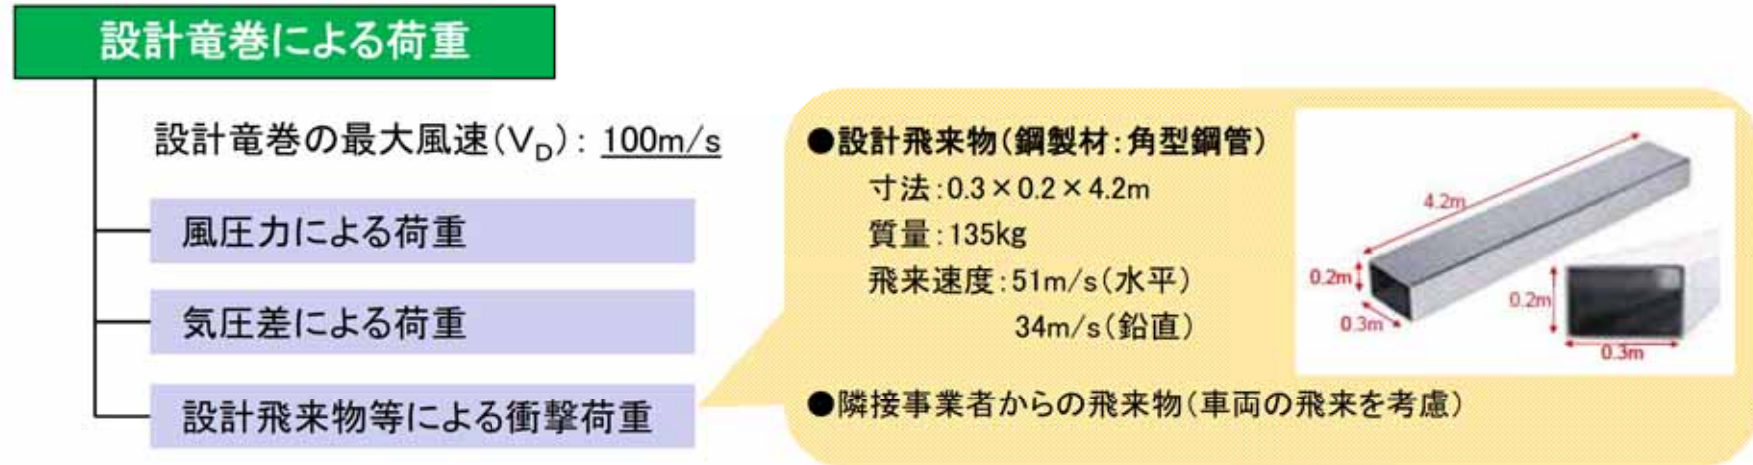 設計竜巻による荷重
設計竜巻の最大風速(VD): 100m/s
風圧力による荷重
気圧差による荷重
設計飛来物等による衝撃荷重
●設計飛来物(鋼製材:角型鋼管)
寸法:0.3×0.2×4.2m
質量:135kg
飛来速度:51m/s(水平)
34m/s(鉛直)
●隣接事業者からの飛来物(車両の飛来を考慮)
4.2m
0.2m
0.3m
0.2m
0.3m